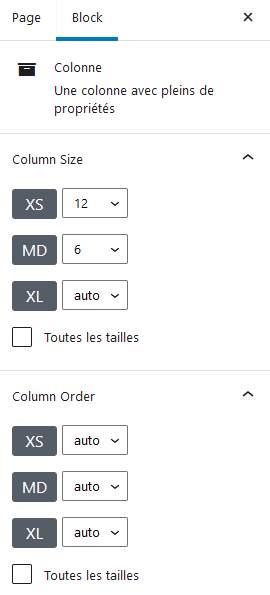 Page Block
Colonne
Une colonne avec pleins de
propriétés
Column Size
XS 12
MD 6
XL auto
Toutes les tailles
Column Order
XS auto
MD auto
XL auto
Toutes les tailles